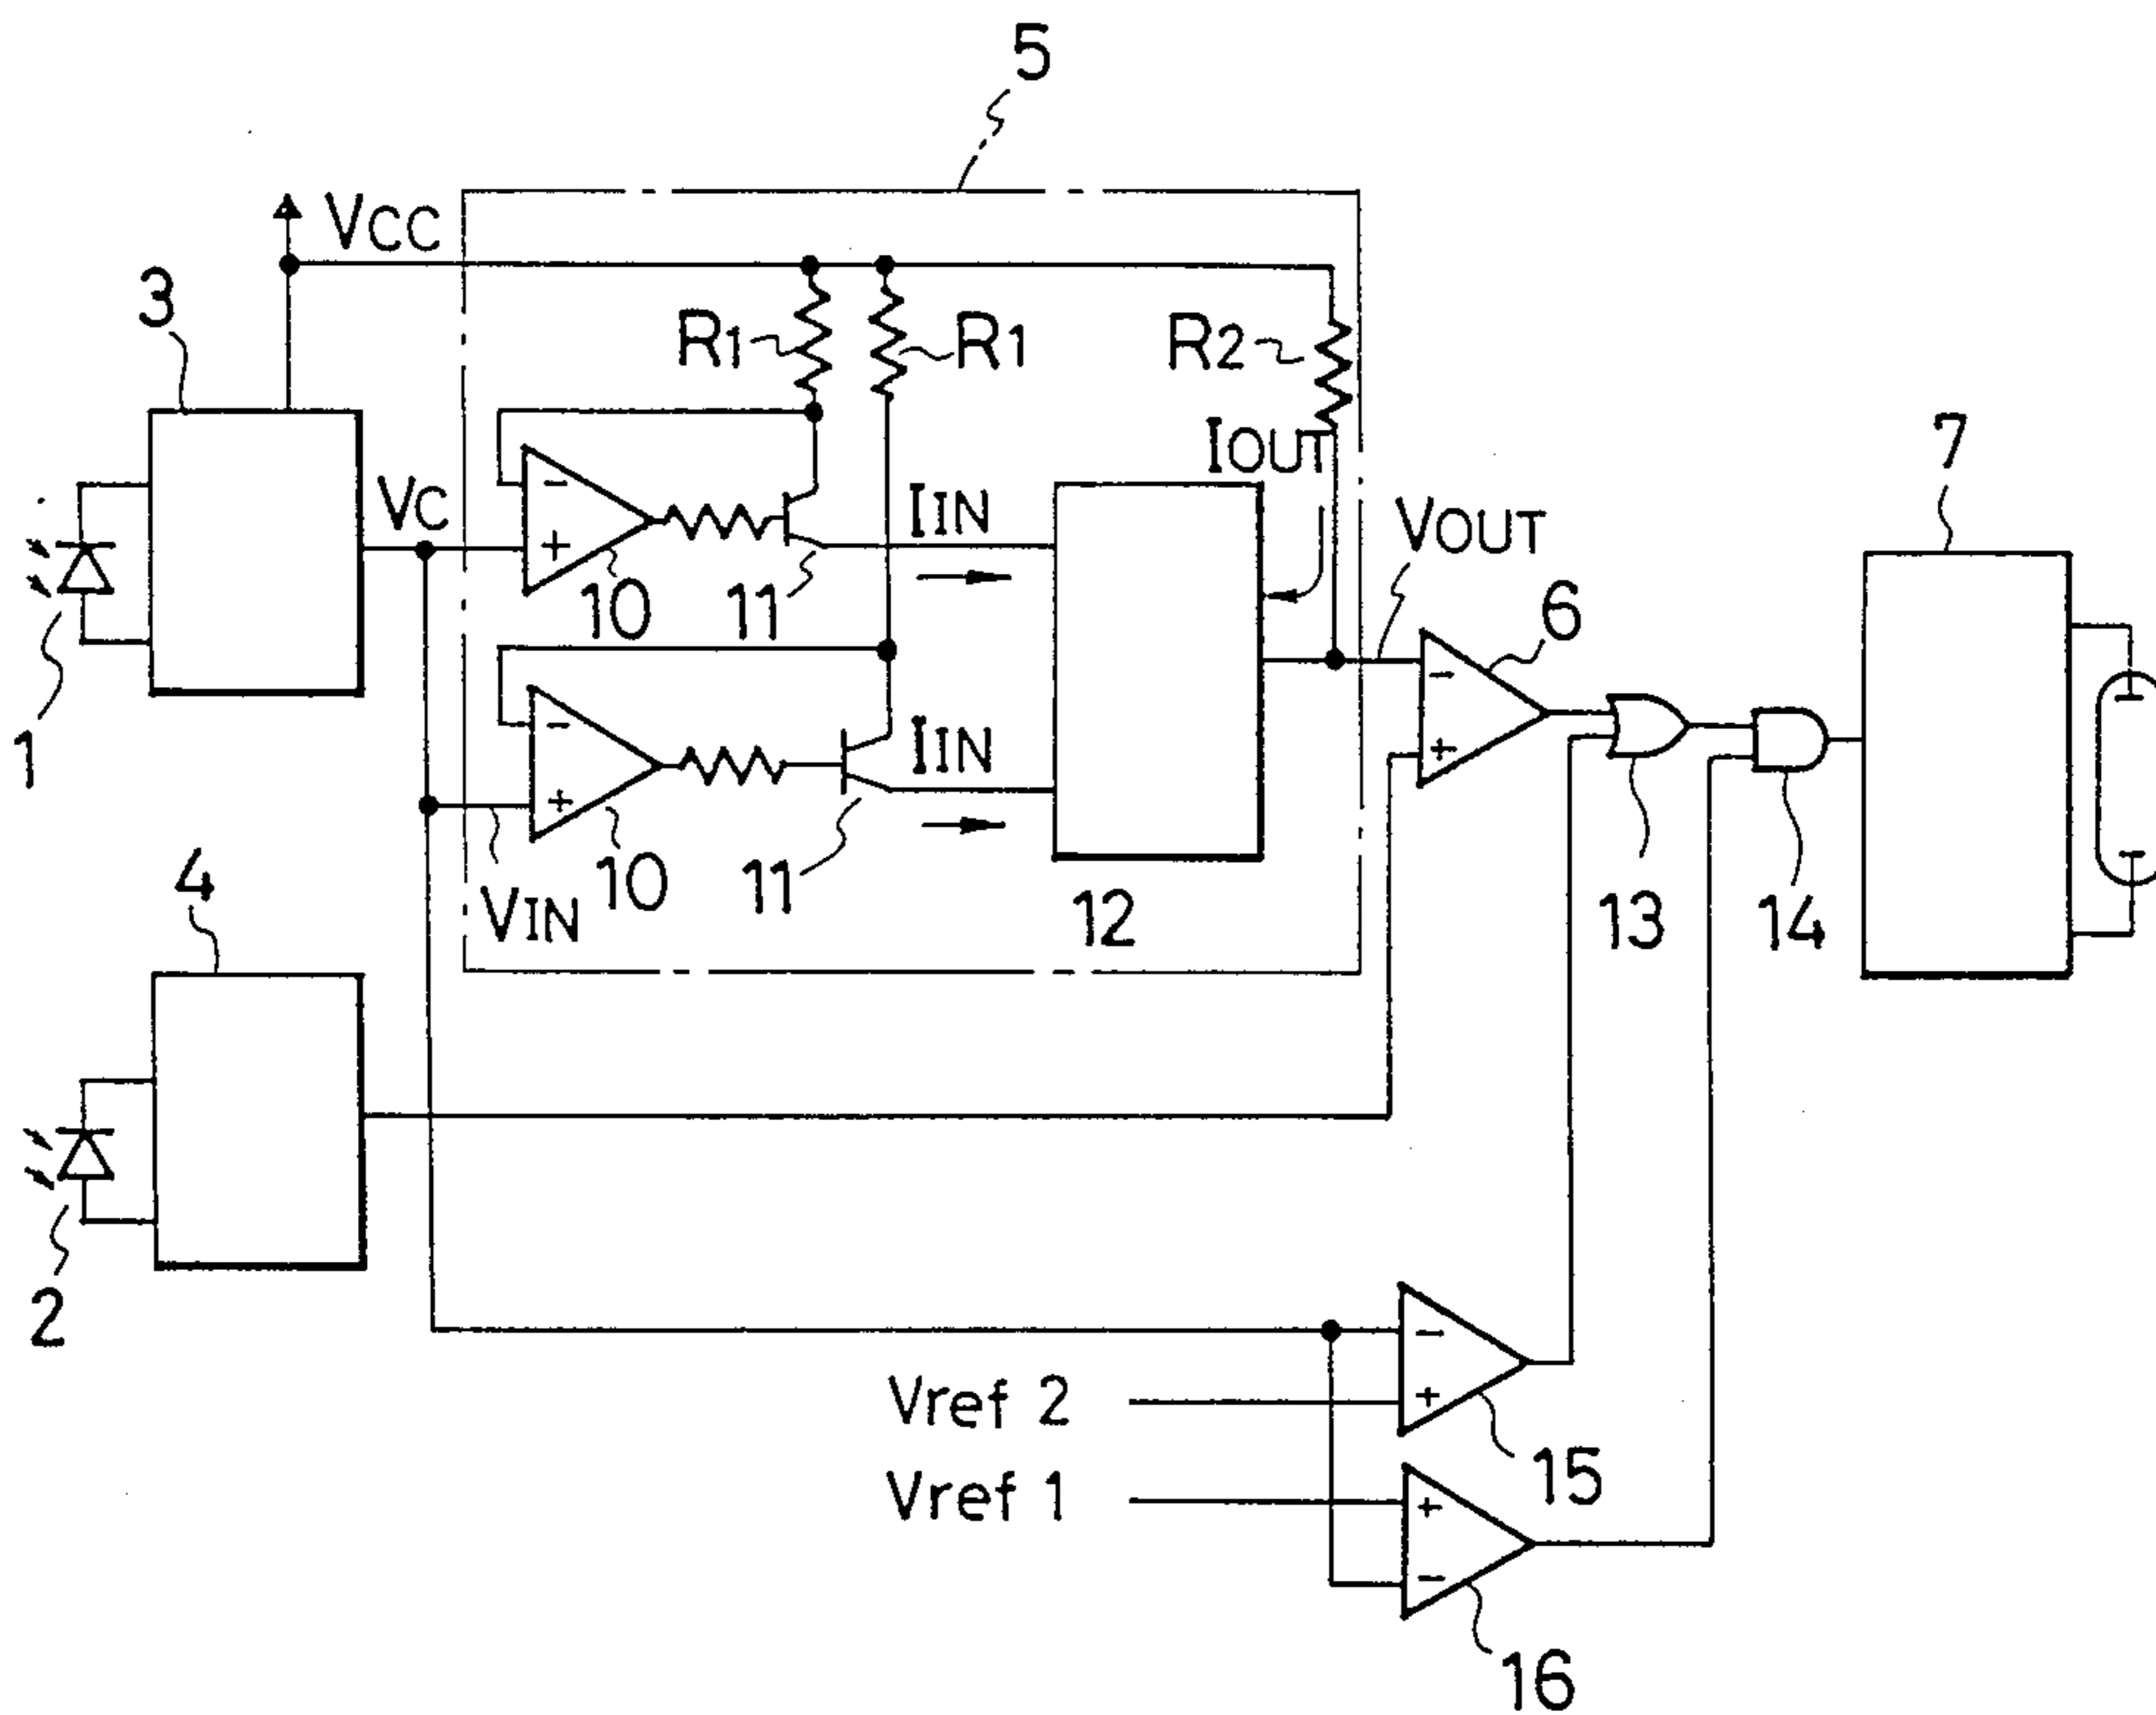 5
VCC
3
R1
R1
R2
IOUT
7
VC
-
+
10
11
IIN
VOUT
6
1
-
+
10
11
IIN
-
+
4
VIN
12
13
14
2
-
+
Vref 2
15
Vref 1
+
-
16